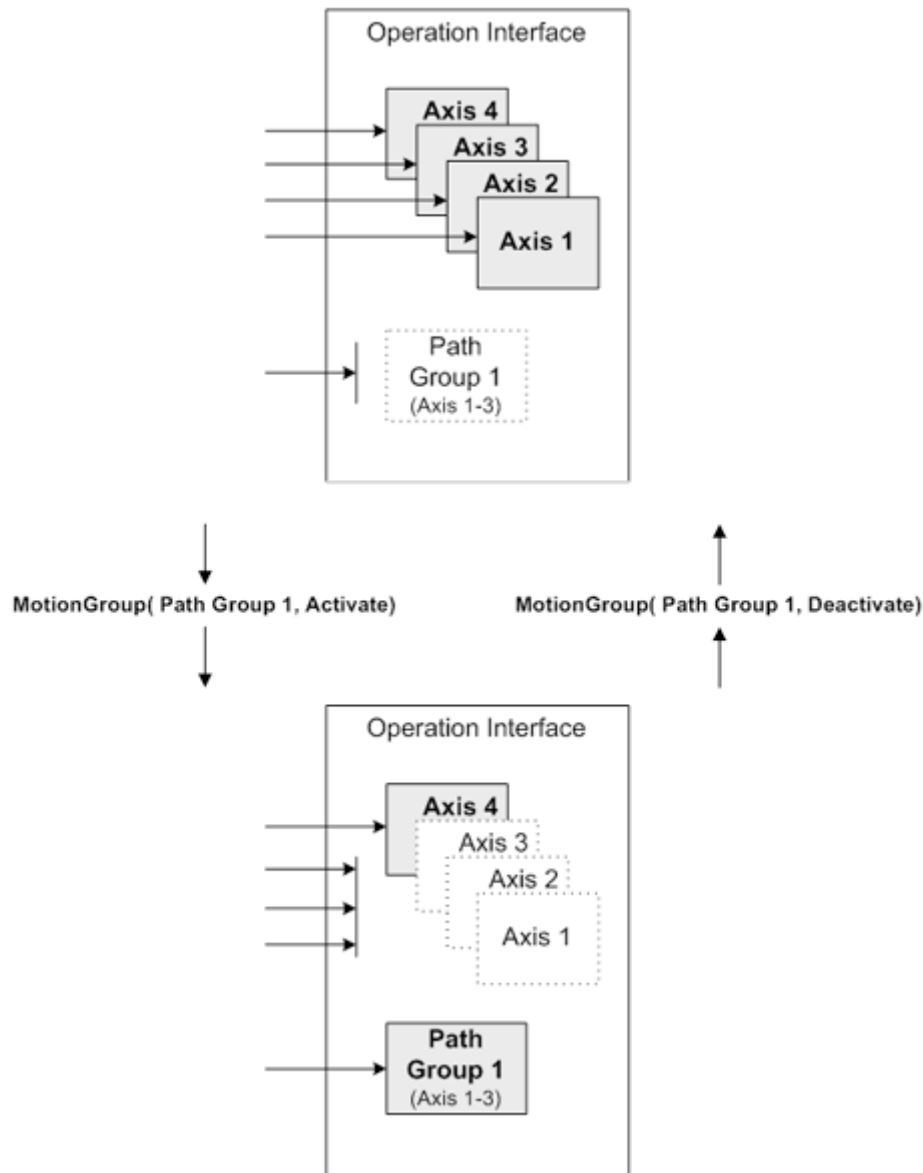 Operation Interface
Axis 4
Axis 3
Axis 2
Axis 1
Path
Group 1
(Axis 1-3)
MotionGroup( Path Group 1, Activate)
MotionGroup( Path Group 1, Deactivate)
Operation Interface
Axis 4
Axis 3
Axis 2
Axis 1
Path
Group 1
(Axis 1-3)